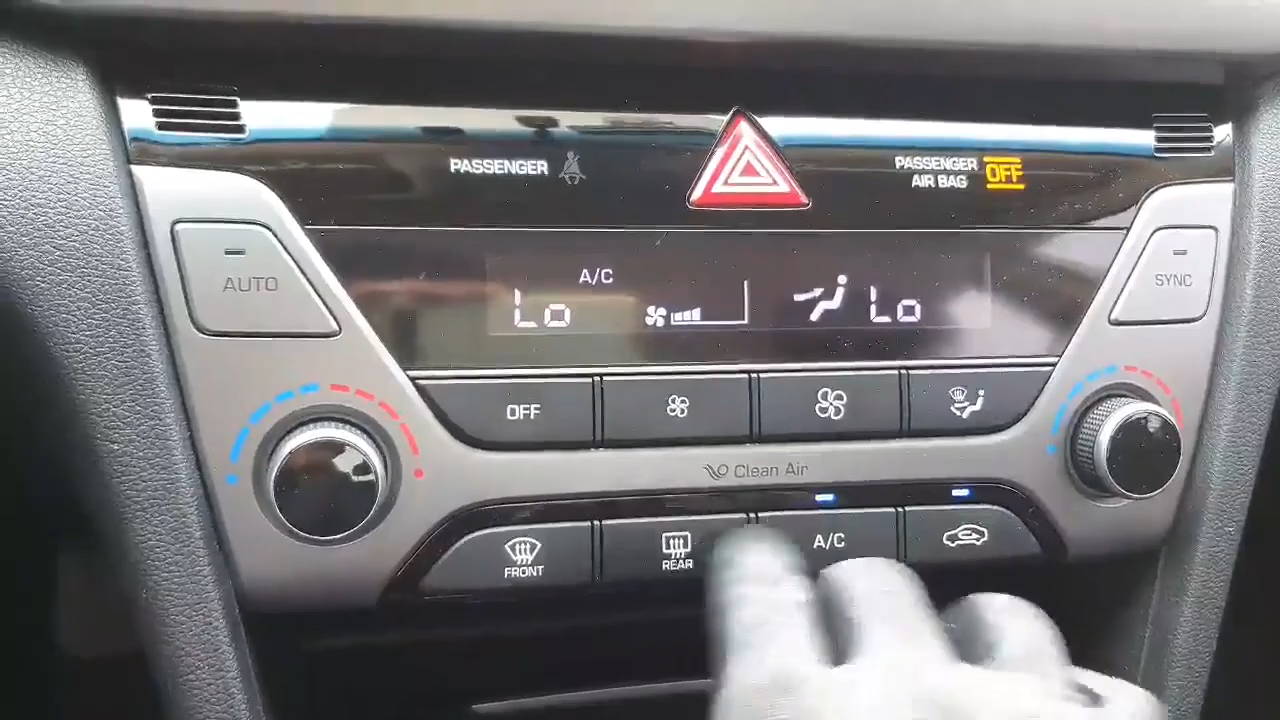 PASSENGER
PASSENGER
AIR BAG OFF
AUTO
A/C
Lo
Lo
SYNC
OFF
Clean Air
FRONT
REAR
A/C